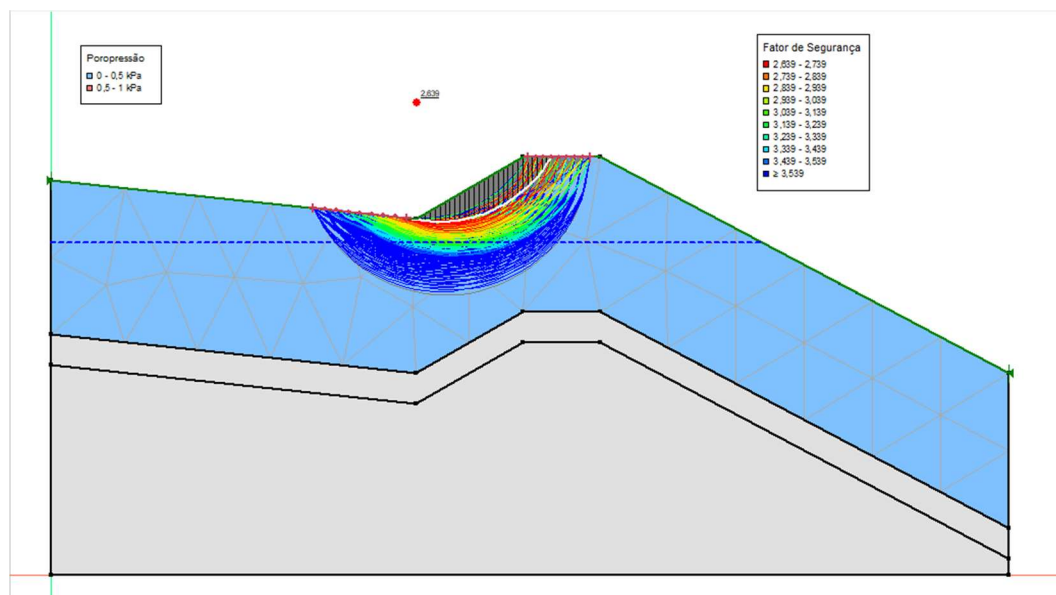 Poropressão
0 - 0,5 kPa
0,5 - 1 kPa
2,639
Fator de Segurança
2,639 - 2,739
2,739 - 2,839
2,839 - 2,939
2,939 - 3,039
3,039 - 3,139
3,139 - 3,239
3,239 - 3,339
3,339 - 3,439
3,439 - 3,539
≥ 3,539